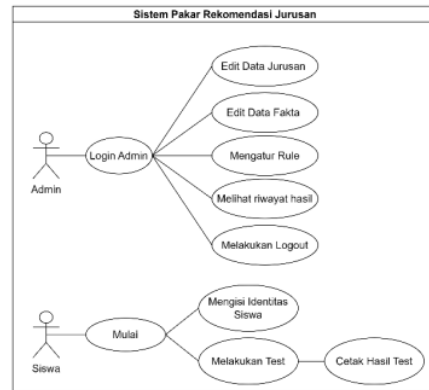 Sistem Pakar Rekomendasi Jurusan
Edit Data Jurusan
Edit Data Fakta
Login Admin
Mengatur Rule
Admin
Melihat riwayat hasil
Melakukan Logout
Mengisi Identitas
Siswa
Mulai
Siswa
Melakukan Test
Cetak Hasil Test